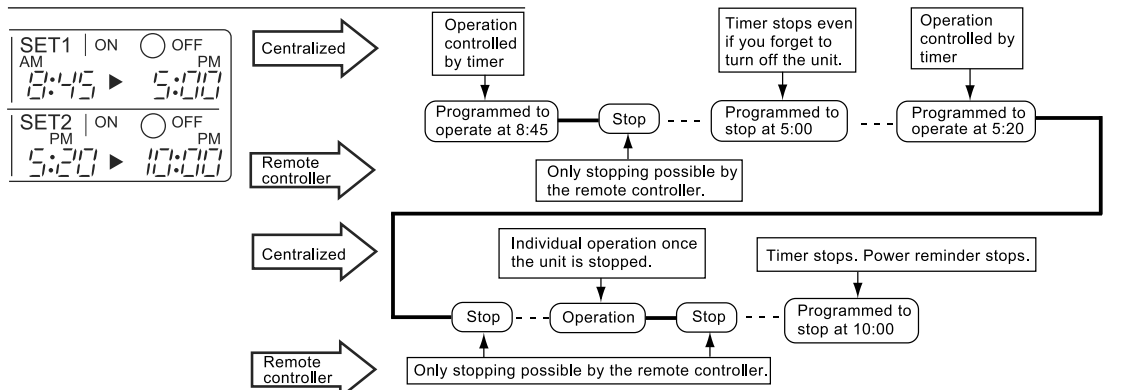 SET1 ON OFF
AM PM
8:45 ▶ 5:00
SET2 ON OFF
PM PM
5:20 ▶ 10:00
Centralized
Operation
controlled
by timer
Timer stops even
if you forget to
turn off the unit.
Operation
controlled by
timer
Programmed to
operate at 8:45
Stop
Programmed to
stop at 5:00
Programmed to
operate at 5:20
Remote
controller
Only stopping possible by
the remote controller.
Centralized
Individual operation once
the unit is stopped.
Timer stops. Power reminder stops.
Stop
Operation
Stop
Programmed to
stop at 10:00
Remote
controller
Only stopping possible by the remote controller.